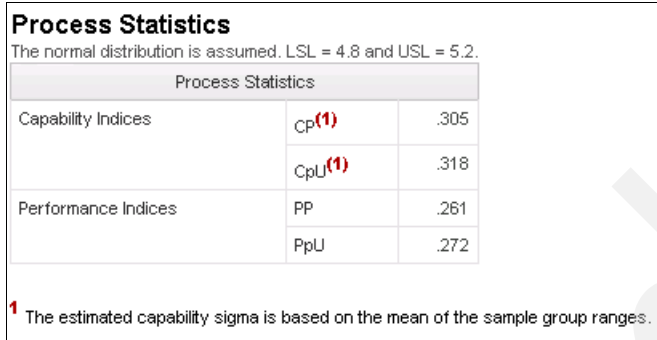 Process Statistics
The normal distribution is assumed. LSL = 4.8 and USL = 5.2.
Process Statistics
Capability Indices CP(1) .305
CpU(1) .318
Performance Indices PP .261
PpU .272
1 The estimated capability sigma is based on the mean of the sample group ranges.